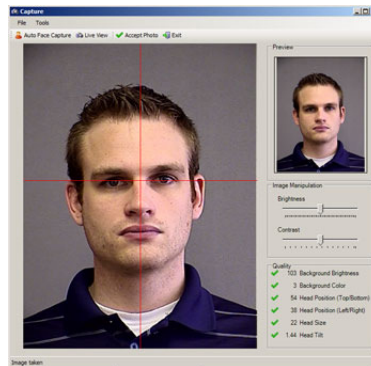 Capture
File Tools
Auto Face Capture Live View Accept Photo Exit
Preview
Image Manipulation
Brightness
Contrast
Quality
103 Background Brightness
3 Background Color
54 Head Position (Top/Bottom)
38 Head Position (Left/Right)
22 Head Size
1.44 Head Tilt
Image taken